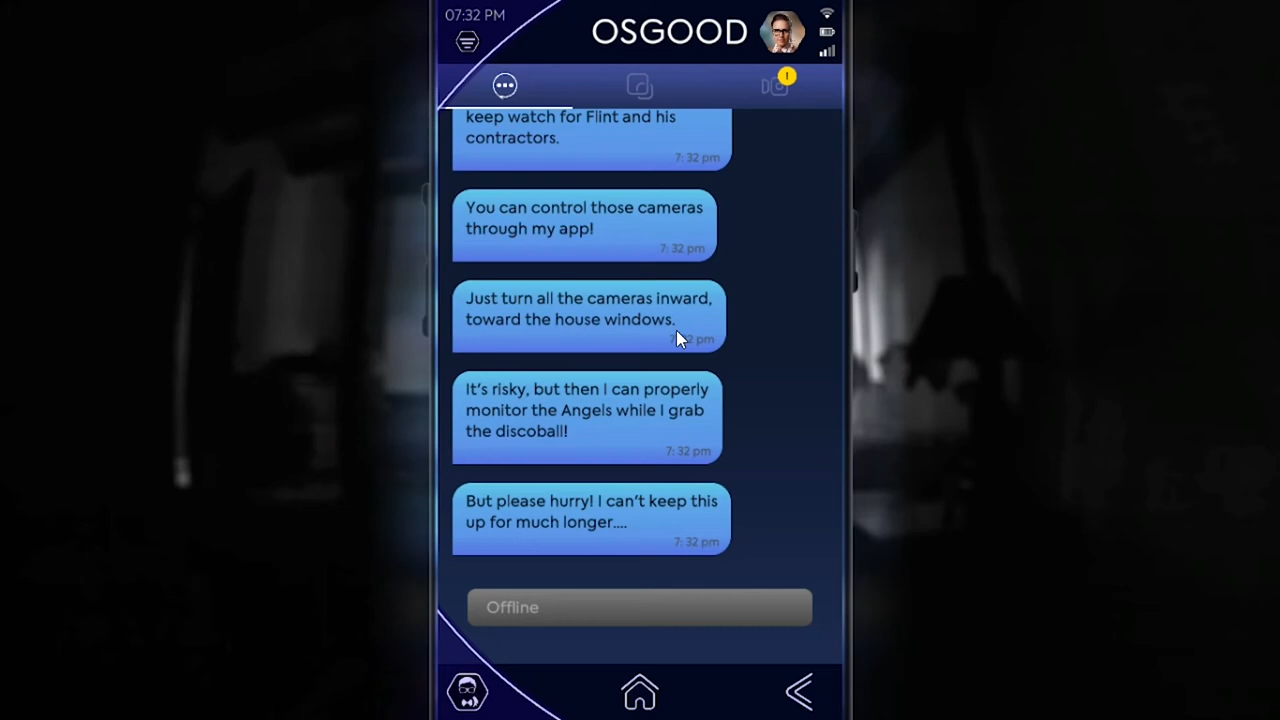 07:32 PM
OSGOOD
!
keep watch for Flint and his
contractors.
7: 32 pm
You can control those cameras
through my app!
7: 32 pm
Just turn all the cameras inward,
toward the house windows.
pm
It's risky, but then I can properly
monitor the Angels while I grab
the discoball!
7: 32 pm
But please hurry! I can't keep this
up for much longer....
7: 32 pm
Offline